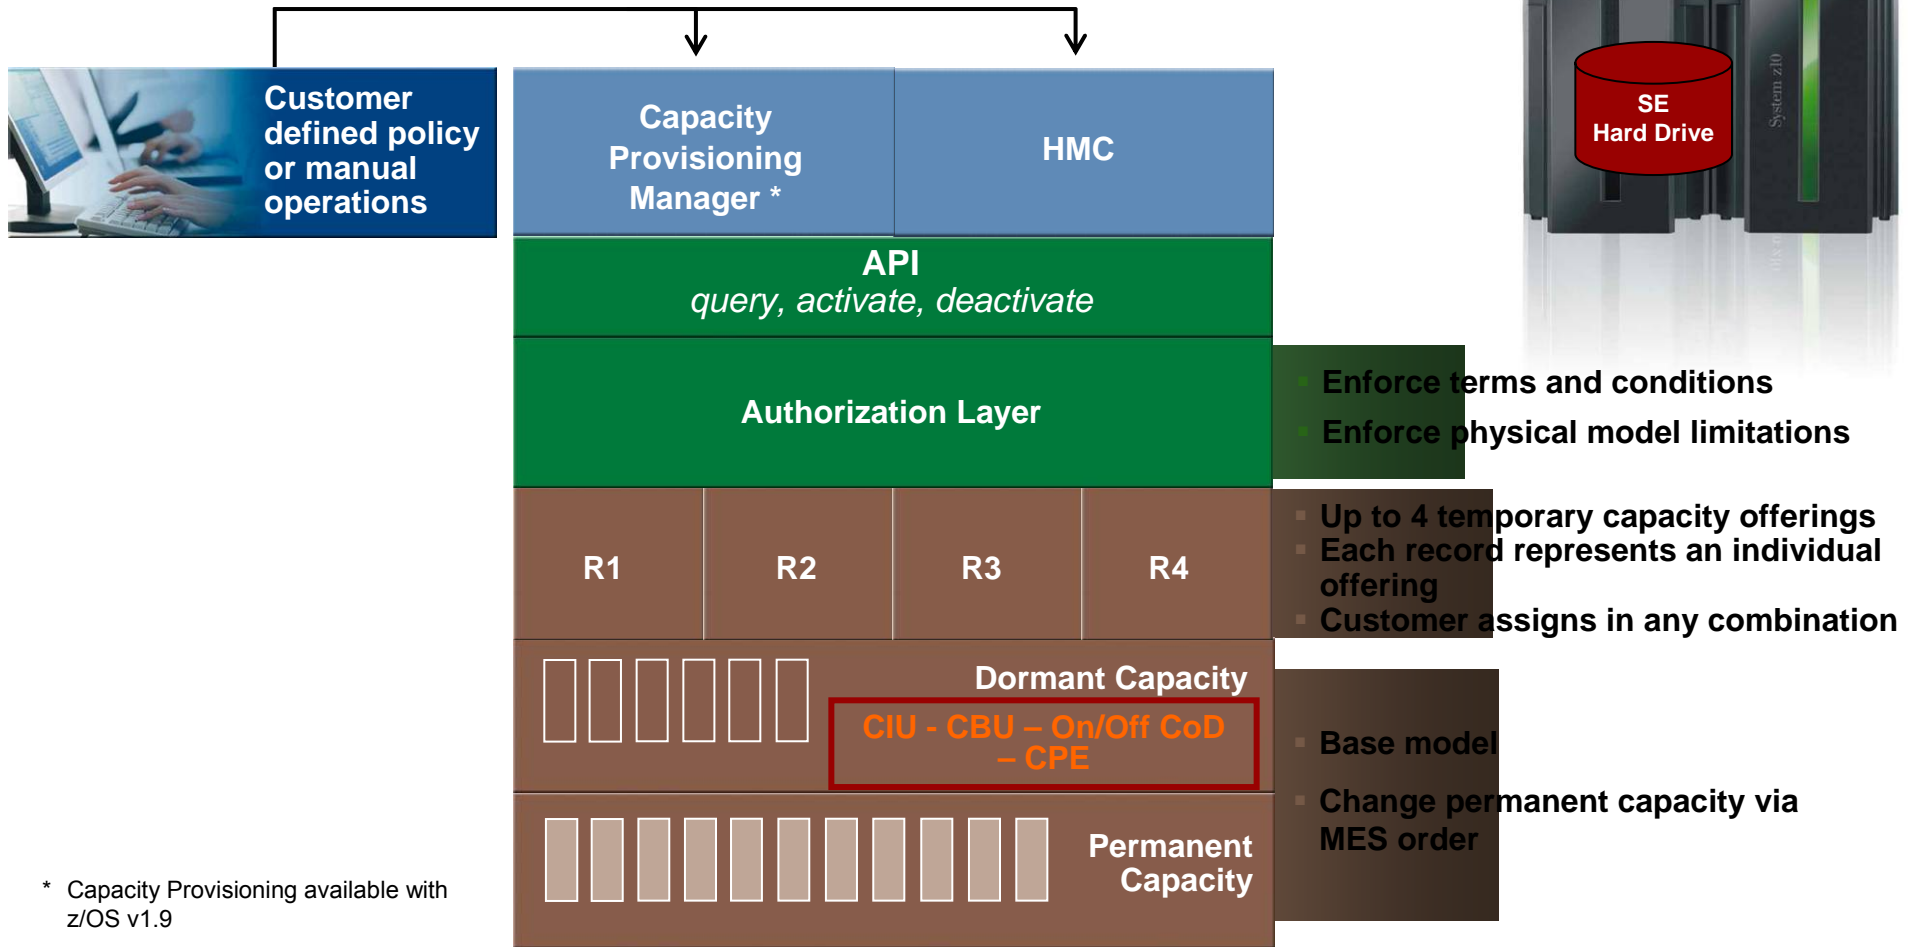 Customer
defined policy
or manual
operations
Capacity
Provisioning
Manager *
HMC
SE
Hard Drive
System z10
API
query, activate, deactivate
Authorization Layer
▪ Enforce terms and conditions
▪ Enforce physical model limitations
R1
R2
R3
R4
▪ Up to 4 temporary capacity offerings
▪ Each record represents an individual
offering
▪ Customer assigns in any combination
Dormant Capacity
CIU - CBU – On/Off CoD
– CPE
▪ Base model
▪ Change permanent capacity via
MES order
Permanent
Capacity
* Capacity Provisioning available with
z/OS v1.9